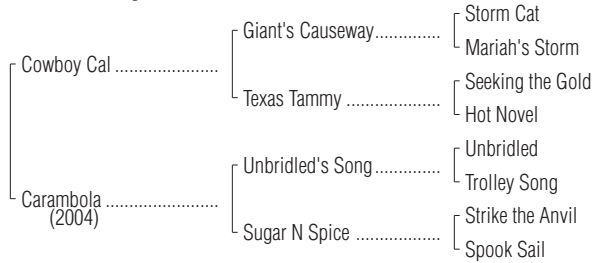 Storm Cat
Giant's Causeway..............
Mariah's Storm
Cowboy Cal ......................
Seeking the Gold
Texas Tammy ....................
Hot Novel
Unbridled
Unbridled's Song..............
Trolley Song
Carambola ........................
(2004)
Strike the Anvil
Sugar N Spice ..................
Spook Sail